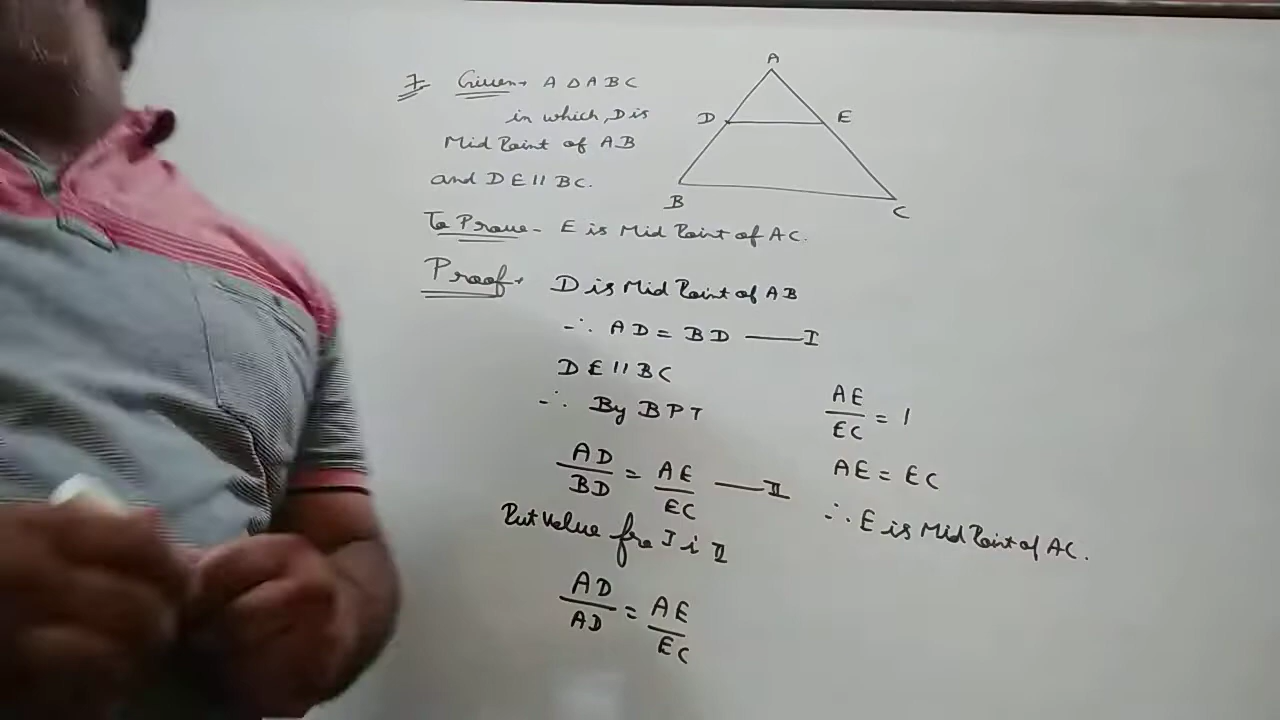 7 Given → A △ABC
in which, D is
Mid Point of AB
and DE || BC.
To Prove - E is Mid Point of AC.
A
D
E
B
C
Proof → D is Mid Point of AB
∴ AD = BD —— I
DE || BC
∴ By BPT
AD/BD = AE/EC —— II
Put Value fro I i II
AD/AD = AE/EC
AE/EC = 1
AE = EC
∴ E is Mid Point of AC.